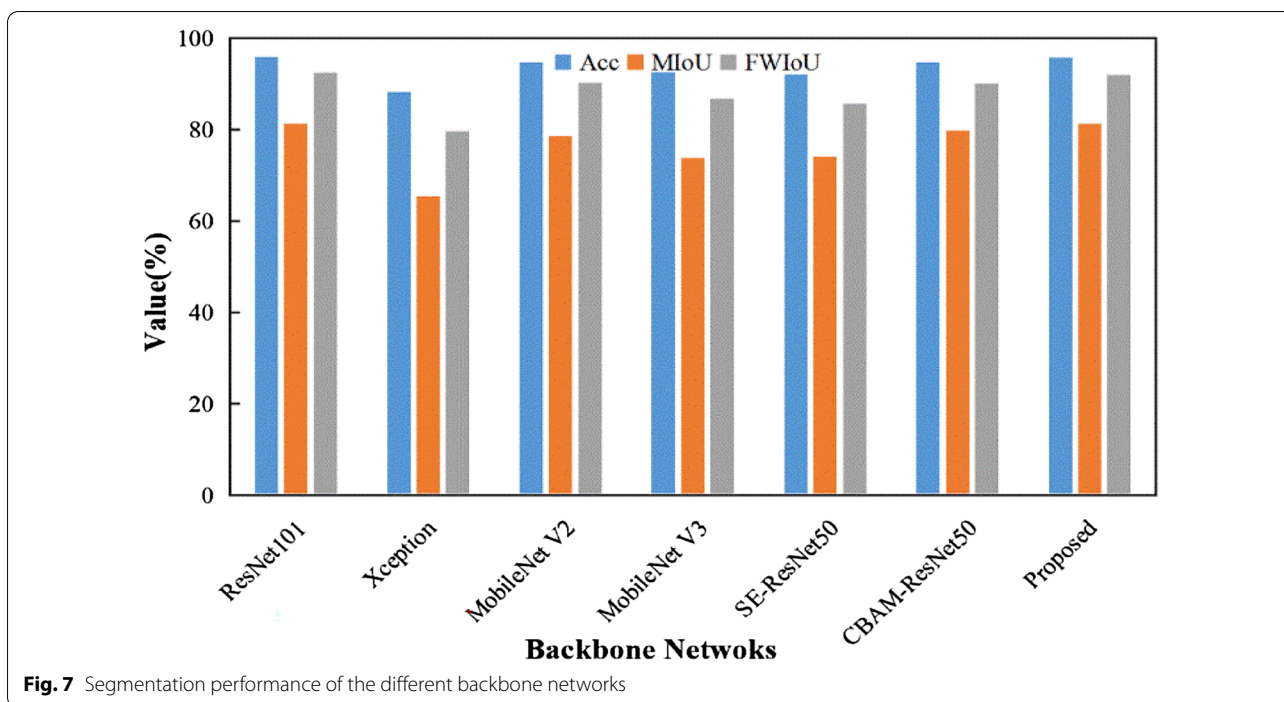 100
80
60
40
20
0
Value(%)
Acc MIoU FWIoU
ResNet101
Xception
MobileNet V2
MobileNet V3
SE-ResNet50
CBAM-ResNet50
Proposed
Backbone Netwoks
Fig. 7 Segmentation performance of the different backbone networks